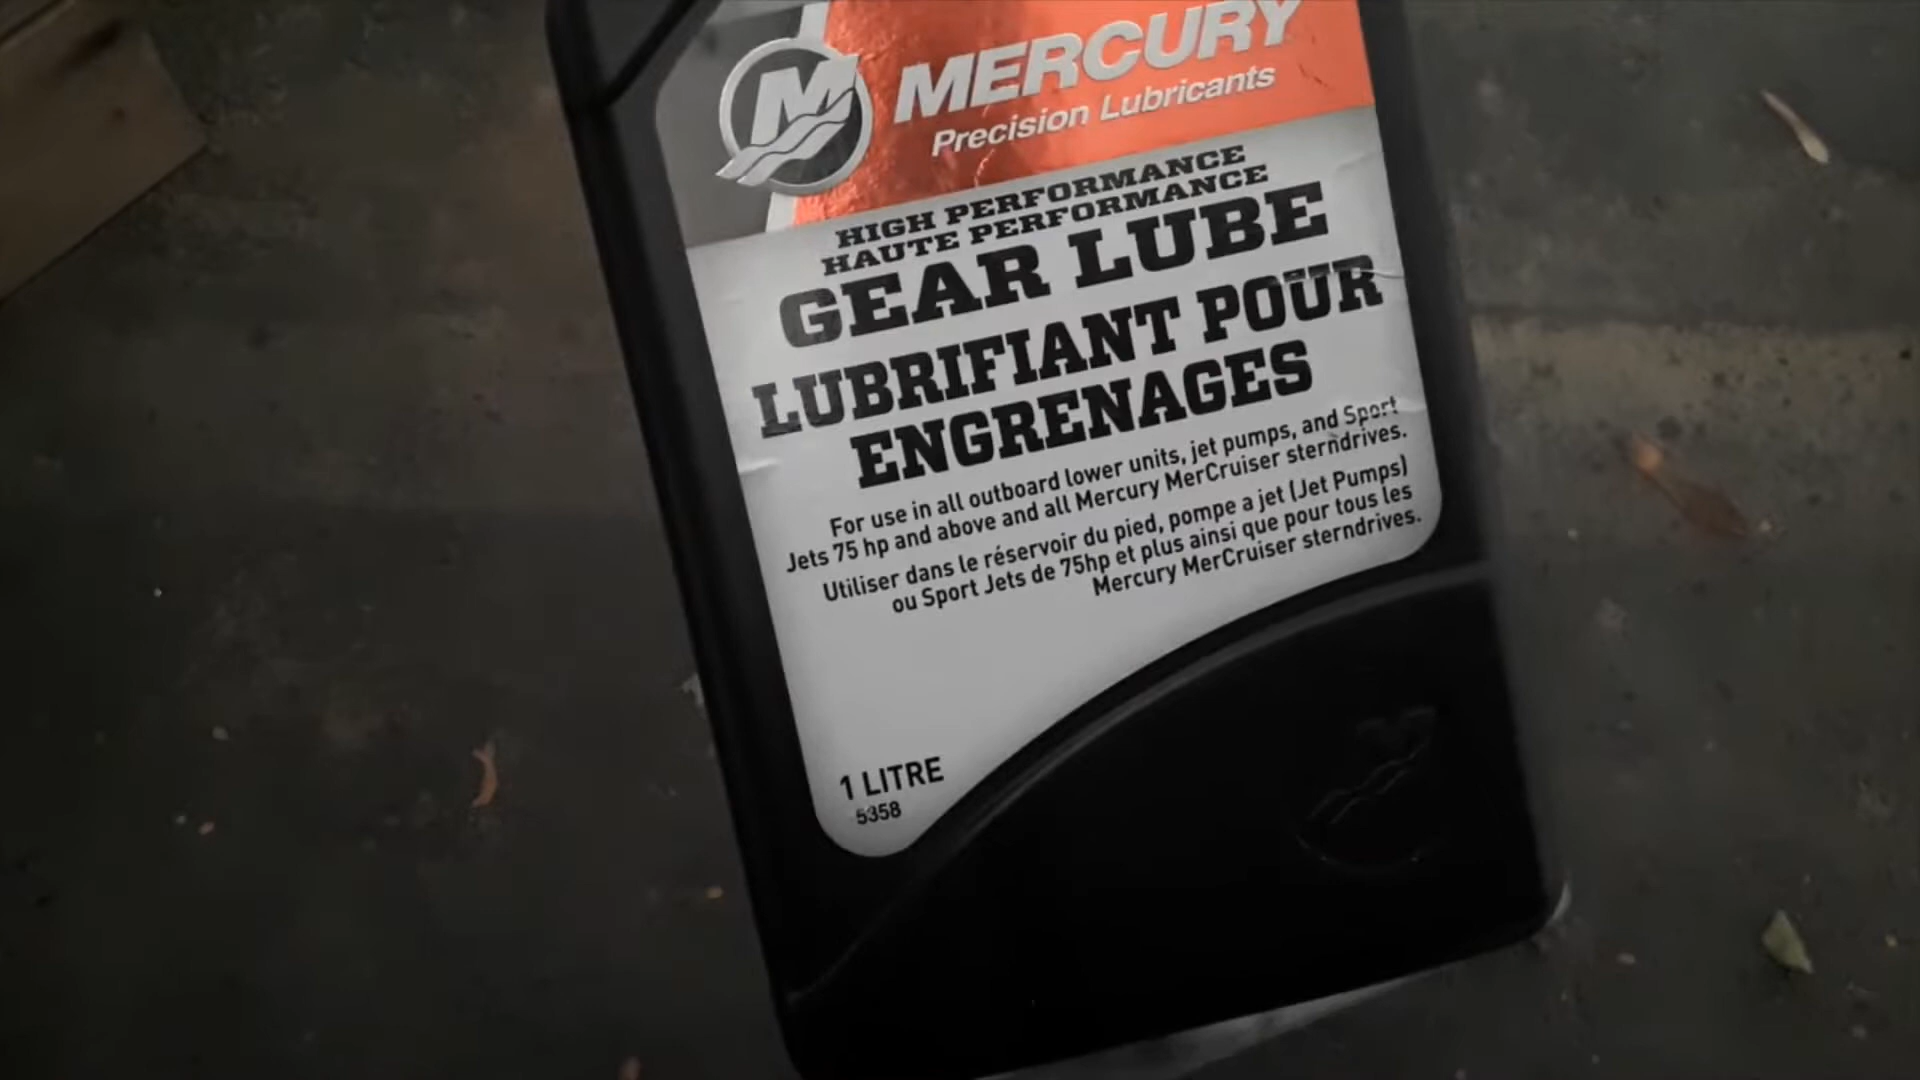 M
MERCURY
Precision Lubricants
HIGH PERFORMANCE
HAUTE PERFORMANCE
GEAR LUBE
LUBRIFIANT POUR
ENGRENAGES
For use in all outboard lower units, jet pumps, and Sport
Jets 75 hp and above and all Mercury MerCruiser sterndrives.
Utiliser dans le réservoir du pied, pompe a jet (Jet Pumps)
ou Sport Jets de 75hp et plus ainsi que pour tous les
Mercury MerCruiser sterndrives.
1 LITRE
5358